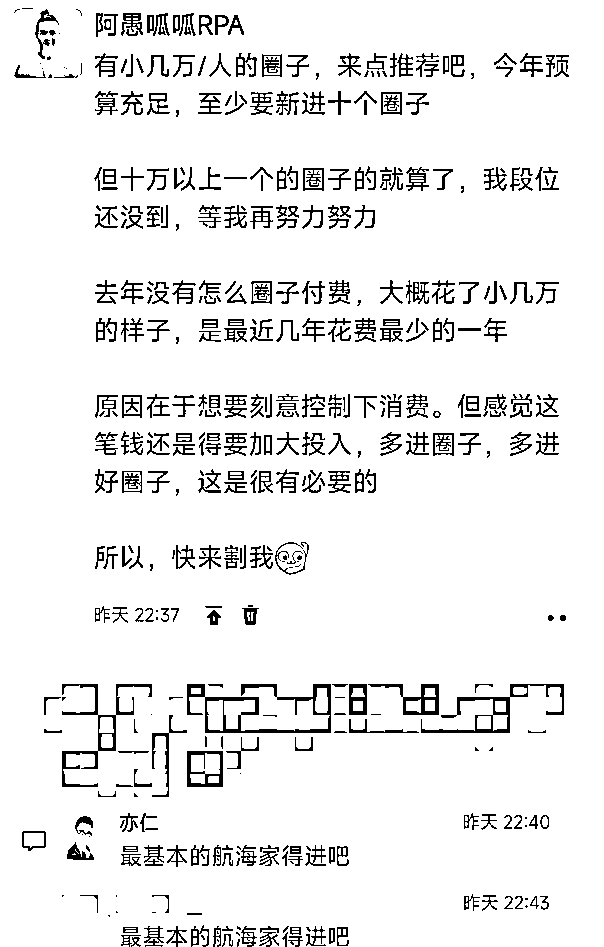 阿愚呱呱RPA
有小几万/人的圈子，来点推荐吧，今年预
算充足，至少要新进十个圈子
但十万以上一个的圈子的就算了，我段位
还没到，等我再努力努力
去年没有怎么圈子付费，大概花了小几万
的样子，是最近几年花费最少的一年
原因在于想要刻意控制下消费。但感觉这
笔钱还是得要加大投入，多进圈子，多进
好圈子，这是很有必要的
所以，快来割我
昨天 22:37
亦仁
昨天 22:40
最基本的航海家得进吧
昨天 22:43
最基本的航海家得进吧